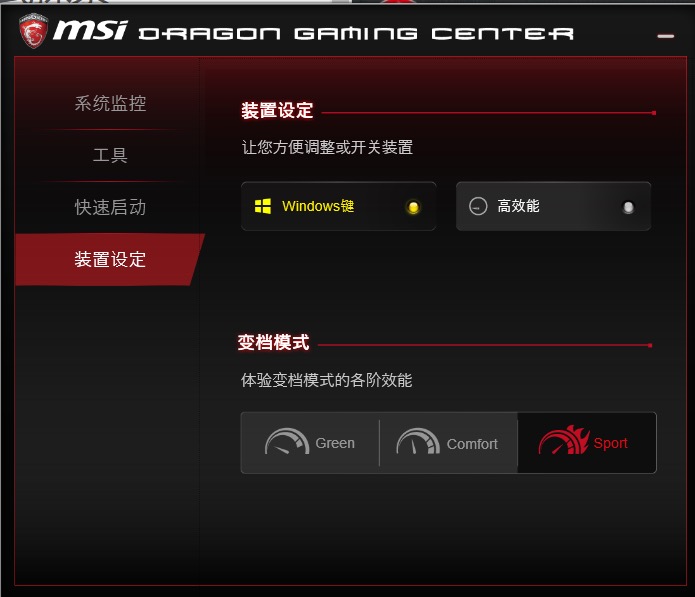 msi DRAGON GAMING CENTER
系统监控
工具
快速启动
装置设定
装置设定
让您方便调整或开关装置
Windows键
高效能
变档模式
体验变档模式的各阶效能
Green
Comfort
Sport